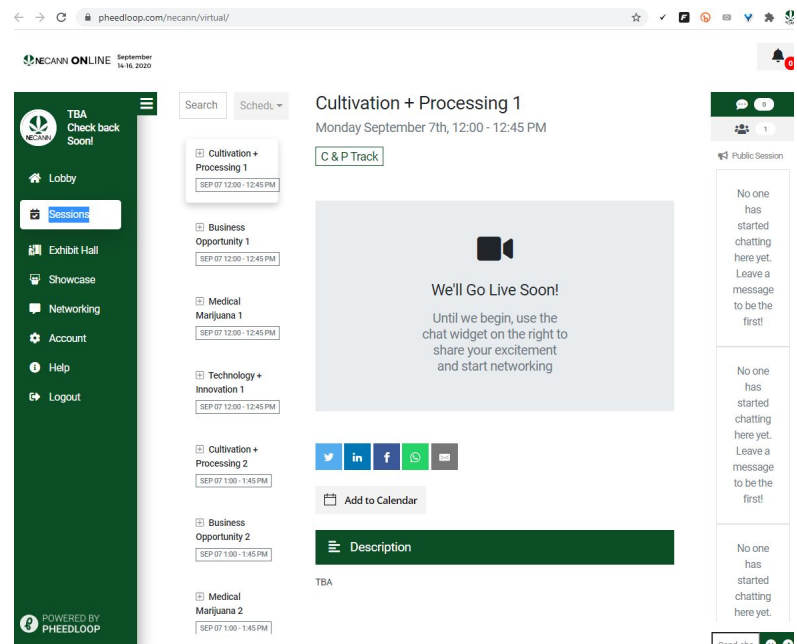 pheedloop.com/necann/virtual/
NECANN ONLINE September
14-16, 2020
0
TBA
Check back
Soon!
NECANN
Lobby
Sessions
Exhibit Hall
Showcase
Networking
Account
Help
Logout
POWERED BY
PHEEDLOOP
Search
Cultivation +
Processing 1
SEP 07 12:00 - 12:45 PM
Business
Opportunity 1
SEP 07 12:00 - 12:45 PM
Medical
Marijuana 1
SEP 07 12:00 - 12:45 PM
Technology +
Innovation 1
SEP 07 12:00 - 12:45 PM
Cultivation +
Processing 2
SEP 07 1:00 - 1:45 PM
Business
Opportunity 2
SEP 07 1:00 - 1:45 PM
Medical
Marijuana 2
SEP 07 1:00 - 1:45 PM
Cultivation + Processing 1
Monday September 7th, 12:00 - 12:45 PM
C & P Track
We'll Go Live Soon!
Until we begin, use the
chat widget on the right to
share your excitement
and start networking
Add to Calendar
Description
TBA
0
1
Public Session
No one
has
started
chatting
here yet.
Leave a
message
to be the
first!
No one
has
started
chatting
here yet.
Leave a
message
to be the
first!
No one
has
started
chatting
here yet.